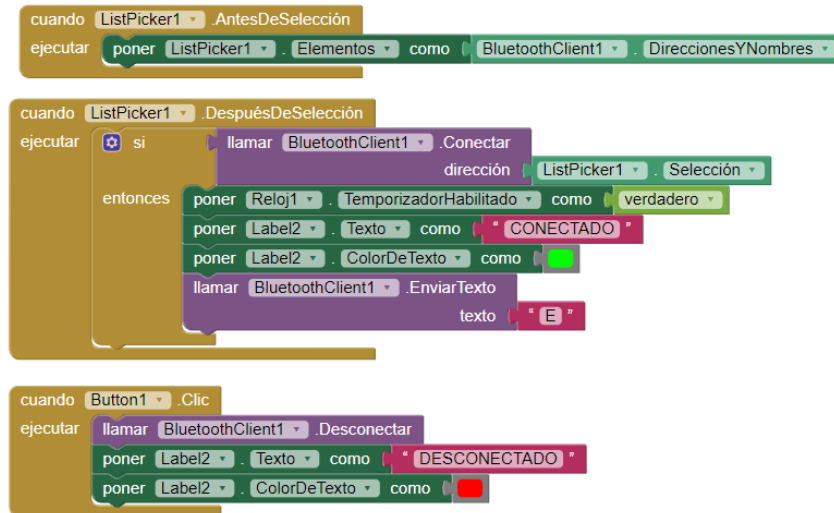 cuando ListPicker1 .AntesDeSelección
ejecutar poner ListPicker1 . Elementos como BluetoothClient1 . DireccionesYNombres
cuando ListPicker1 .DespuésDeSelección
ejecutar si llamar BluetoothClient1 .Conectar
dirección ListPicker1 . Selección
entonces poner Reloj1 . TemporizadorHabilitado como verdadero
poner Label2 . Texto como " CONECTADO "
poner Label2 . ColorDeTexto como
llamar BluetoothClient1 .EnviarTexto
texto " E "
cuando Button1 .Clic
ejecutar llamar BluetoothClient1 .Desconectar
poner Label2 . Texto como " DESCONECTADO "
poner Label2 . ColorDeTexto como